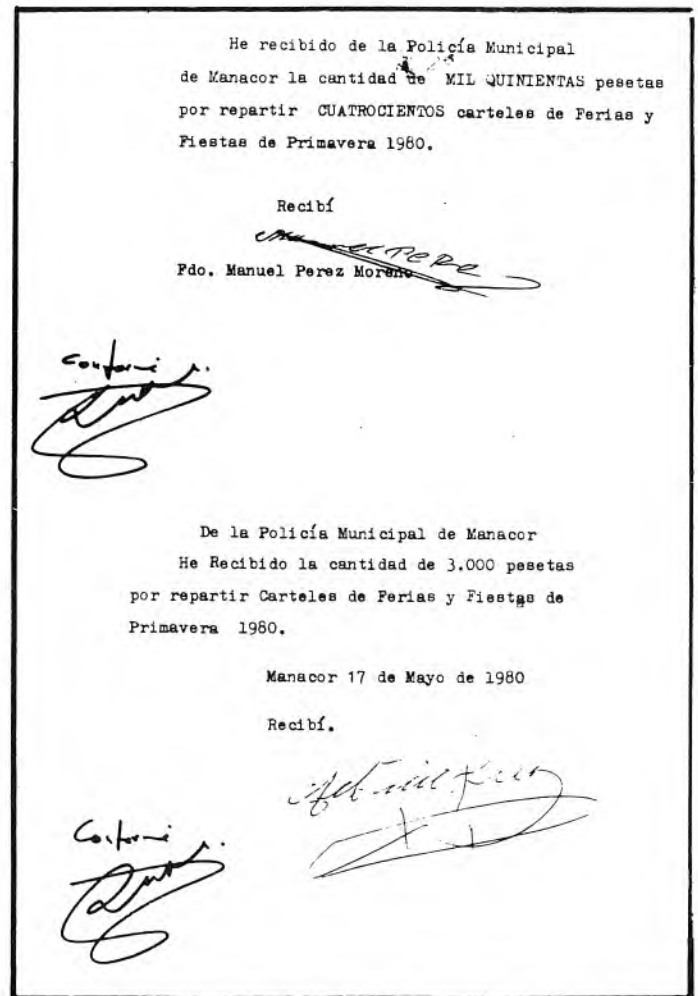 He recibido de la Policía Municipal
de Manacor la cantidad de MIL QUINIENTAS pesetas
por repartir CUATROCIENTOS carteles de Ferias y
Fiestas de Primavera 1980.
Recibí
Fdo. Manuel Perez Moreno
Conforme
De la Policía Municipal de Manacor
He Recibido la cantidad de 3.000 pesetas
por repartir Carteles de Ferias y Fiestas de
Primavera 1980.
Manacor 17 de Mayo de 1980
Recibí.
Conforme